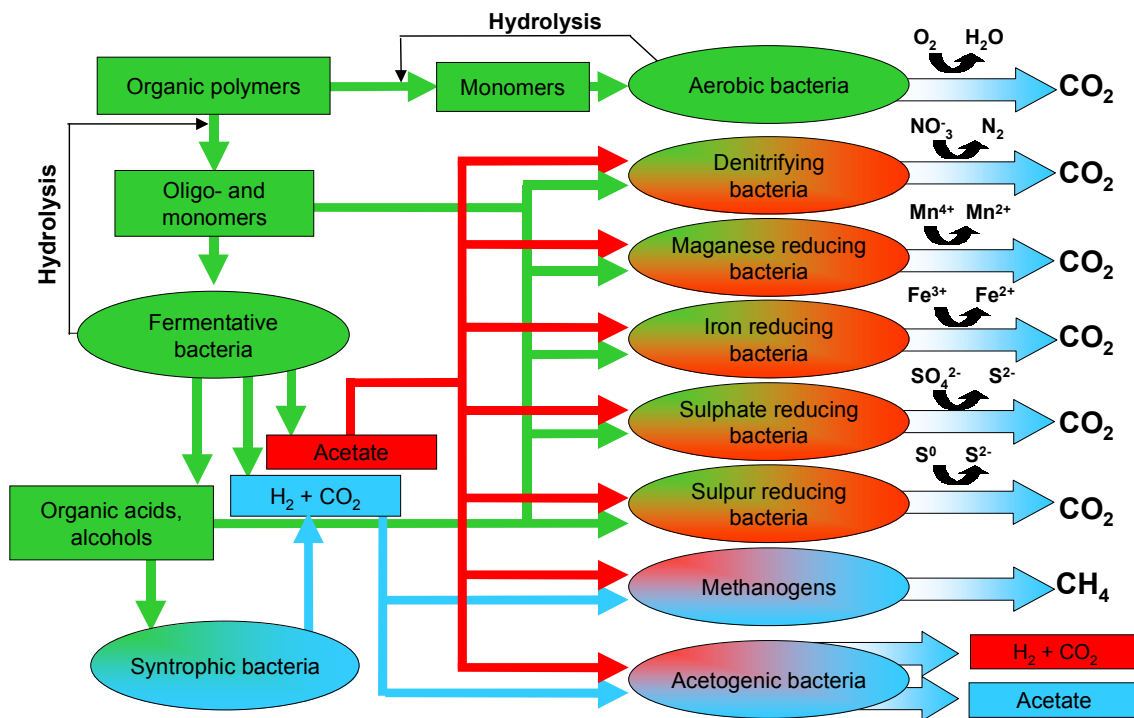 Hydrolysis
O₂ H₂O
Organic polymers
Monomers
Aerobic bacteria
CO₂
NO⁻₃ N₂
Hydrolysis
Oligo- and
monomers
Denitrifying
bacteria
CO₂
Mn⁴⁺ Mn²⁺
Maganese reducing
bacteria
CO₂
Fe³⁺ Fe²⁺
Fermentative
bacteria
Iron reducing
bacteria
CO₂
SO₄²⁻ S²⁻
Sulphate reducing
bacteria
CO₂
Acetate
S⁰ S²⁻
H₂ + CO₂
Sulpur reducing
bacteria
CO₂
Organic acids,
alcohols
Methanogens
CH₄
Syntrophic bacteria
Acetogenic bacteria
H₂ + CO₂
Acetate